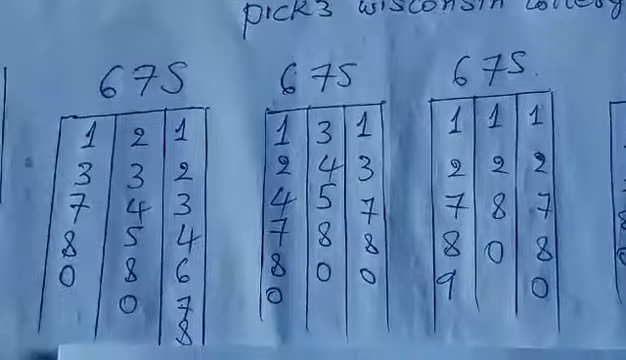 pick3 wisconsin lottery
675 675 675.
1 2 1 1 3 1 1 1 1
3 3 2 2 4 3 2 2 2
7 4 3 4 5 7 7 8 7
8 5 4 7 8 8 8 0 8
0 8 6 8 0 0 9 0
0 7 0
8